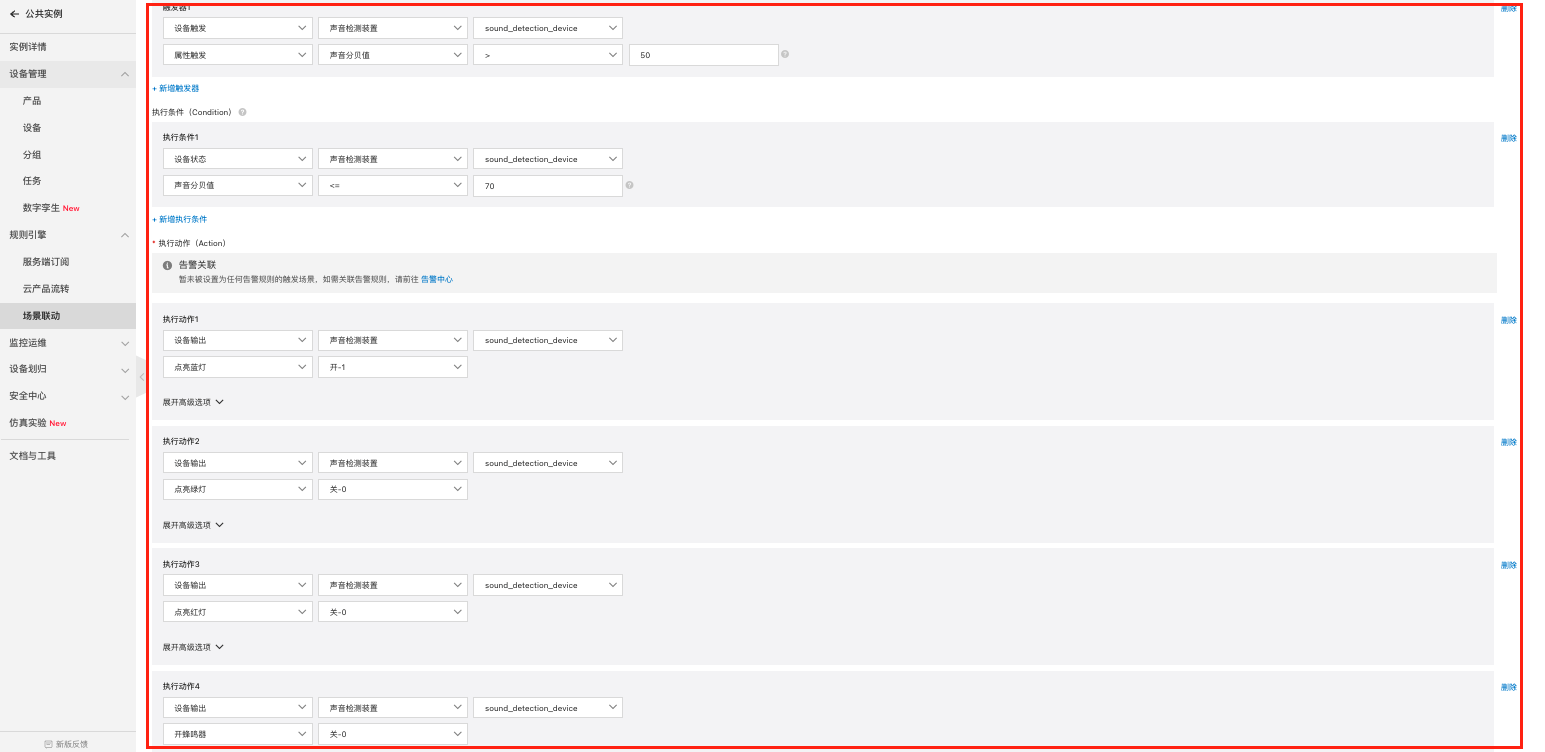 公共实例
实例详情
设备管理
产品
设备
分组
任务
数字孪生 New
规则引擎
服务端订阅
云产品流转
场景联动
监控运维
设备划归
安全中心
仿真实验 New
文档与工具
新版反馈
触发器1
删除
设备触发 声音检测装置 sound_detection_device
属性触发 声音分贝值 > 50
+ 新增触发器
执行条件（Condition）
执行条件1
删除
设备状态 声音检测装置 sound_detection_device
声音分贝值 <= 70
+ 新增执行条件
* 执行动作（Action）
告警关联
暂未被设置为任何告警规则的触发场景，如需关联告警规则，请前往 告警中心
执行动作1
删除
设备输出 声音检测装置 sound_detection_device
点亮蓝灯 开-1
展开高级选项
执行动作2
删除
设备输出 声音检测装置 sound_detection_device
点亮绿灯 关-0
展开高级选项
执行动作3
删除
设备输出 声音检测装置 sound_detection_device
点亮红灯 关-0
展开高级选项
执行动作4
删除
设备输出 声音检测装置 sound_detection_device
开蜂鸣器 关-0